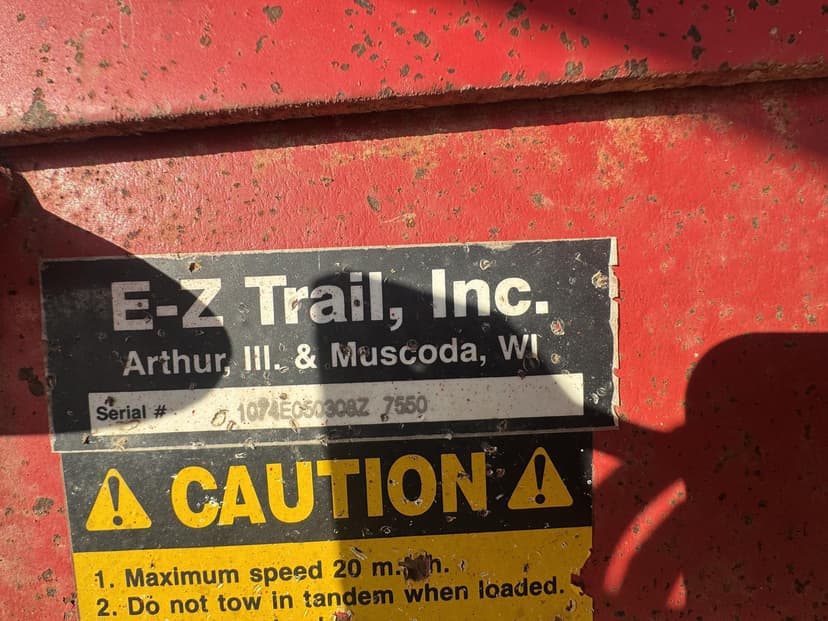 E-Z Trail, Inc.
Arthur, Ill. & Muscoda, WI
Serial # 1074E050308Z 7550
CAUTION
1. Maximum speed 20 m.p.h.
2. Do not tow in tandem when loaded.